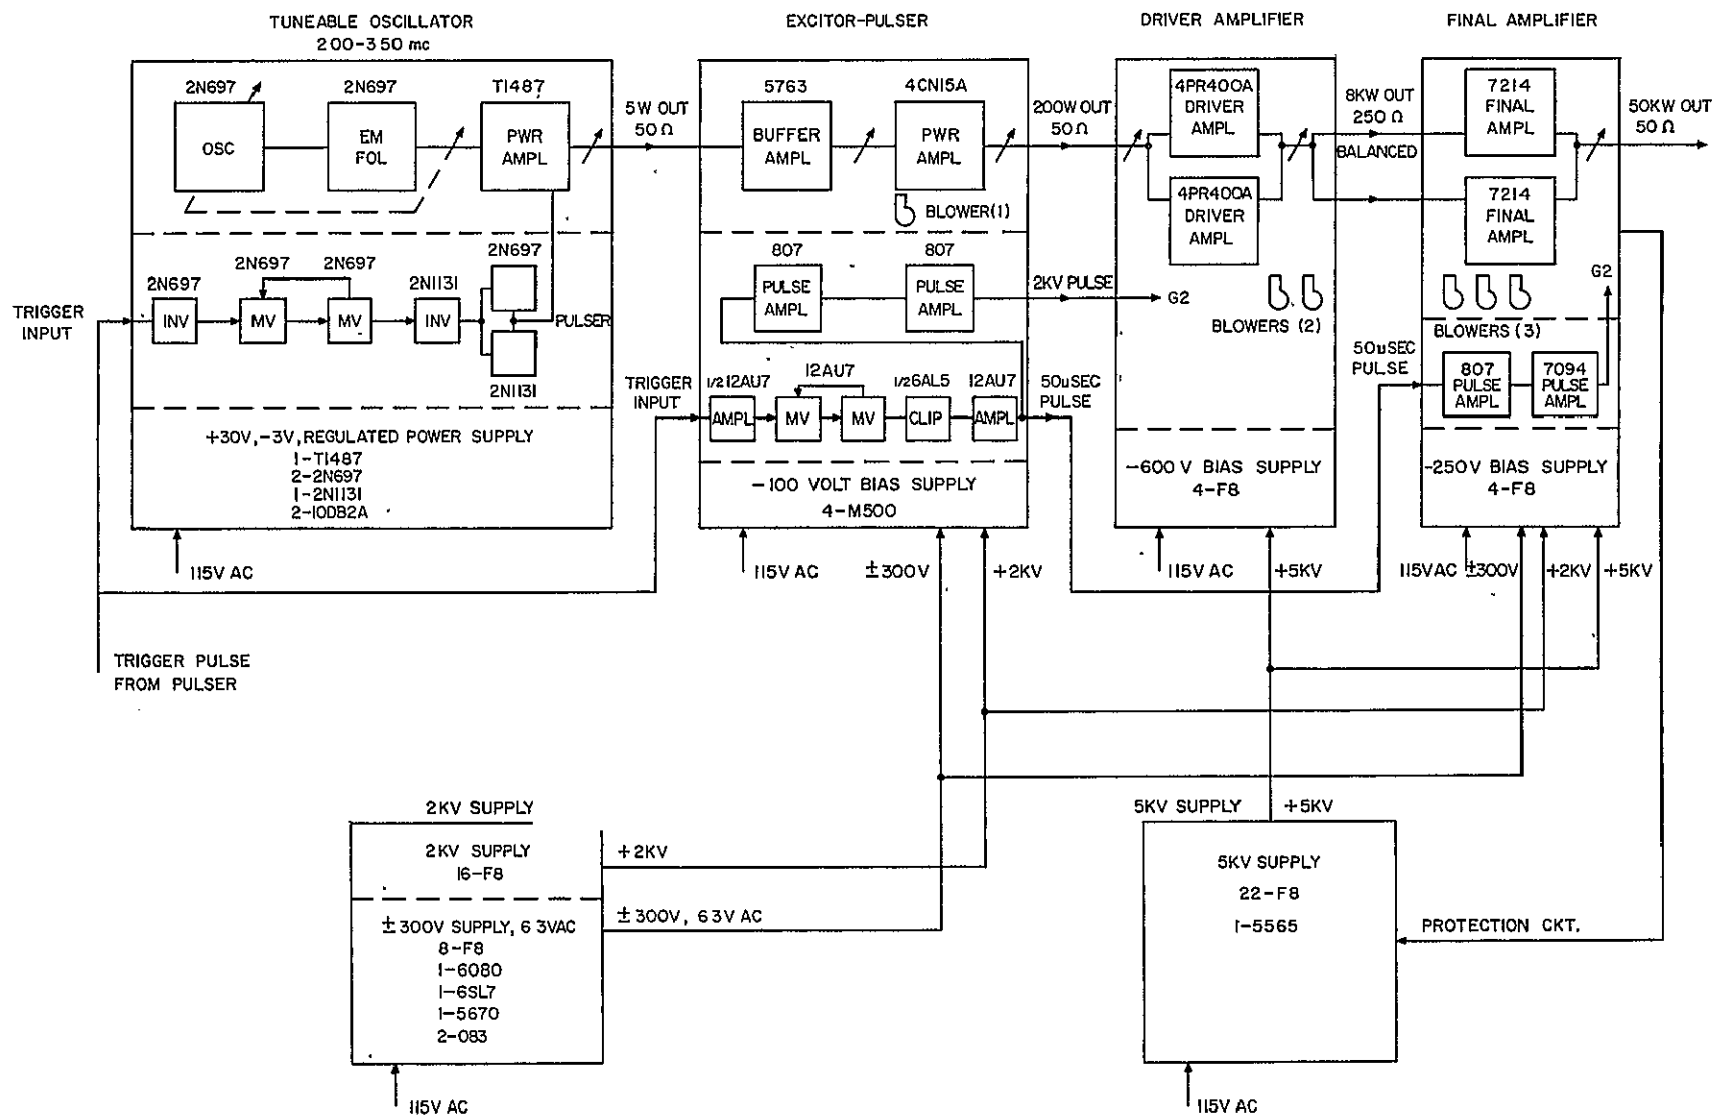 TUNEABLE OSCILLATOR
200-350 mc
EXCITOR-PULSER
DRIVER AMPLIFIER
FINAL AMPLIFIER
2N697
2N697
TI487
OSC
EM
FOL
PWR
AMPL
5W OUT
50 Ω
5763
4CN15A
BUFFER
AMPL
PWR
AMPL
BLOWER(1)
200W OUT
50 Ω
4PR400A
DRIVER
AMPL
4PR400A
DRIVER
AMPL
8KW OUT
250 Ω
BALANCED
7214
FINAL
AMPL
7214
FINAL
AMPL
50KW OUT
50 Ω
TRIGGER
INPUT
2N697
2N697
2N697
2N1131
2N697
INV
MV
MV
INV
PULSER
2N1131
807
807
PULSE
AMPL
PULSE
AMPL
2KV PULSE
G2
BLOWERS (2)
G2
BLOWERS (3)
TRIGGER
INPUT
1/2 12AU7
12AU7
1/2 6AL5
12AU7
AMPL
MV
MV
CLIP
AMPL
50uSEC
PULSE
50uSEC
PULSE
807
PULSE
AMPL
7094
PULSE
AMPL
+30V,-3V, REGULATED POWER SUPPLY
1-TI487
2-2N697
1-2N1131
2-10DB2A
-100 VOLT BIAS SUPPLY
4-M500
-600 V BIAS SUPPLY
4-F8
-250V BIAS SUPPLY
4-F8
115V AC
115V AC
±300V
+2KV
115V AC
+5KV
115V AC
±300V
+2KV
+5KV
TRIGGER PULSE
FROM PULSER
2KV SUPPLY
2KV SUPPLY
16-F8
+2KV
±300V SUPPLY, 6 3VAC
8-F8
1-6080
1-6SL7
1-5670
2-083
±300V, 63V AC
115V AC
5KV SUPPLY
+5KV
5KV SUPPLY
22-F8
1-5565
PROTECTION CKT.
115V AC